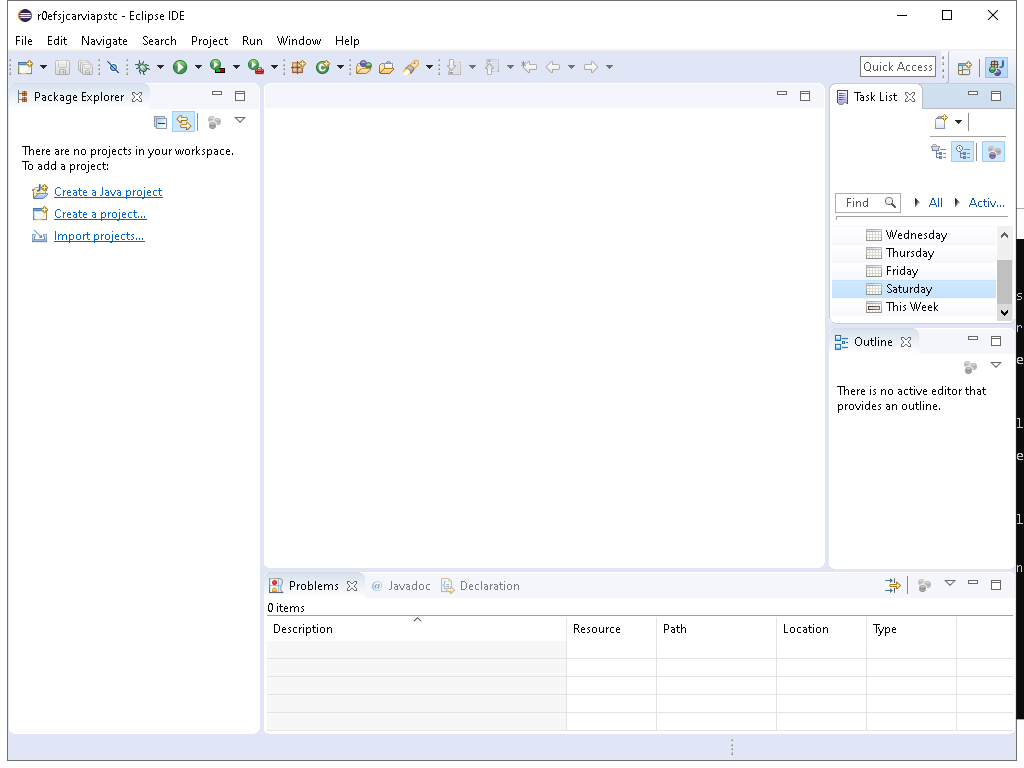 r0efsjcarviapstc - Eclipse IDE
File Edit Navigate Search Project Run Window Help
Quick Access
Package Explorer
There are no projects in your workspace.
To add a project:
Create a Java project
Create a project...
Import projects...
Task List
Find All Activ...
Wednesday
Thursday
Friday
Saturday
This Week
Outline
There is no active editor that
provides an outline.
Problems @ Javadoc Declaration
0 items
Description Resource Path Location Type
s
r
e
l
e
l
n